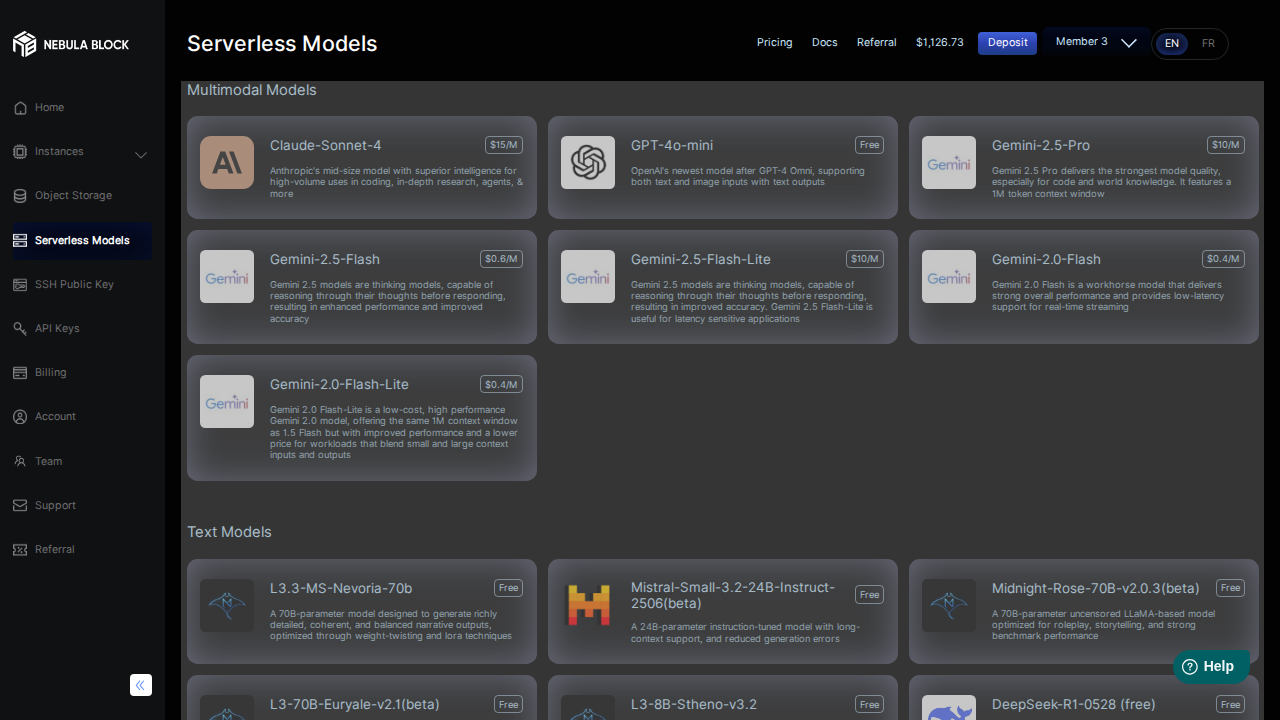 NEBULA BLOCK
Serverless Models
Pricing
Docs
Referral
$1,126.73
Deposit
Member 3
EN
FR
Home
Instances
Object Storage
Serverless Models
SSH Public Key
API Keys
Billing
Account
Team
Support
Referral
Multimodal Models
Claude-Sonnet-4
$15/M
Anthropic's mid-size model with superior intelligence for
high-volume uses in coding, in-depth research, agents, &
more
GPT-4o-mini
Free
OpenAI's newest model after GPT-4 Omni, supporting
both text and image inputs with text outputs
Gemini
Gemini-2.5-Pro
$10/M
Gemini 2.5 Pro delivers the strongest model quality,
especially for code and world knowledge. It features a
1M token context window
Gemini
Gemini-2.5-Flash
$0.6/M
Gemini 2.5 models are thinking models, capable of
reasoning through their thoughts before responding,
resulting in enhanced performance and improved
accuracy
Gemini
Gemini-2.5-Flash-Lite
$10/M
Gemini 2.5 models are thinking models, capable of
reasoning through their thoughts before responding,
resulting in improved accuracy. Gemini 2.5 Flash-Lite is
useful for latency sensitive applications
Gemini
Gemini-2.0-Flash
$0.4/M
Gemini 2.0 Flash is a workhorse model that delivers
strong overall performance and provides low-latency
support for real-time streaming
Gemini
Gemini-2.0-Flash-Lite
$0.4/M
Gemini 2.0 Flash-Lite is a low-cost, high performance
Gemini 2.0 model, offering the same 1M context window
as 1.5 Flash but with improved performance and a lower
price for workloads that blend small and large context
inputs and outputs
Text Models
L3.3-MS-Nevoria-70b
Free
A 70B-parameter model designed to generate richly
detailed, coherent, and balanced narrative outputs,
optimized through weight-twisting and lora techniques
Mistral-Small-3.2-24B-Instruct-
2506(beta)
Free
A 24B-parameter instruction-tuned model with long-
context support, and reduced generation errors
Midnight-Rose-70B-v2.0.3(beta)
Free
A 70B-parameter uncensored LLaMA-based model
optimized for roleplay, storytelling, and strong
benchmark performance
L3-70B-Euryale-v2.1(beta)
Free
L3-8B-Stheno-v3.2
Free
DeepSeek-R1-0528 (free)
Free
Help